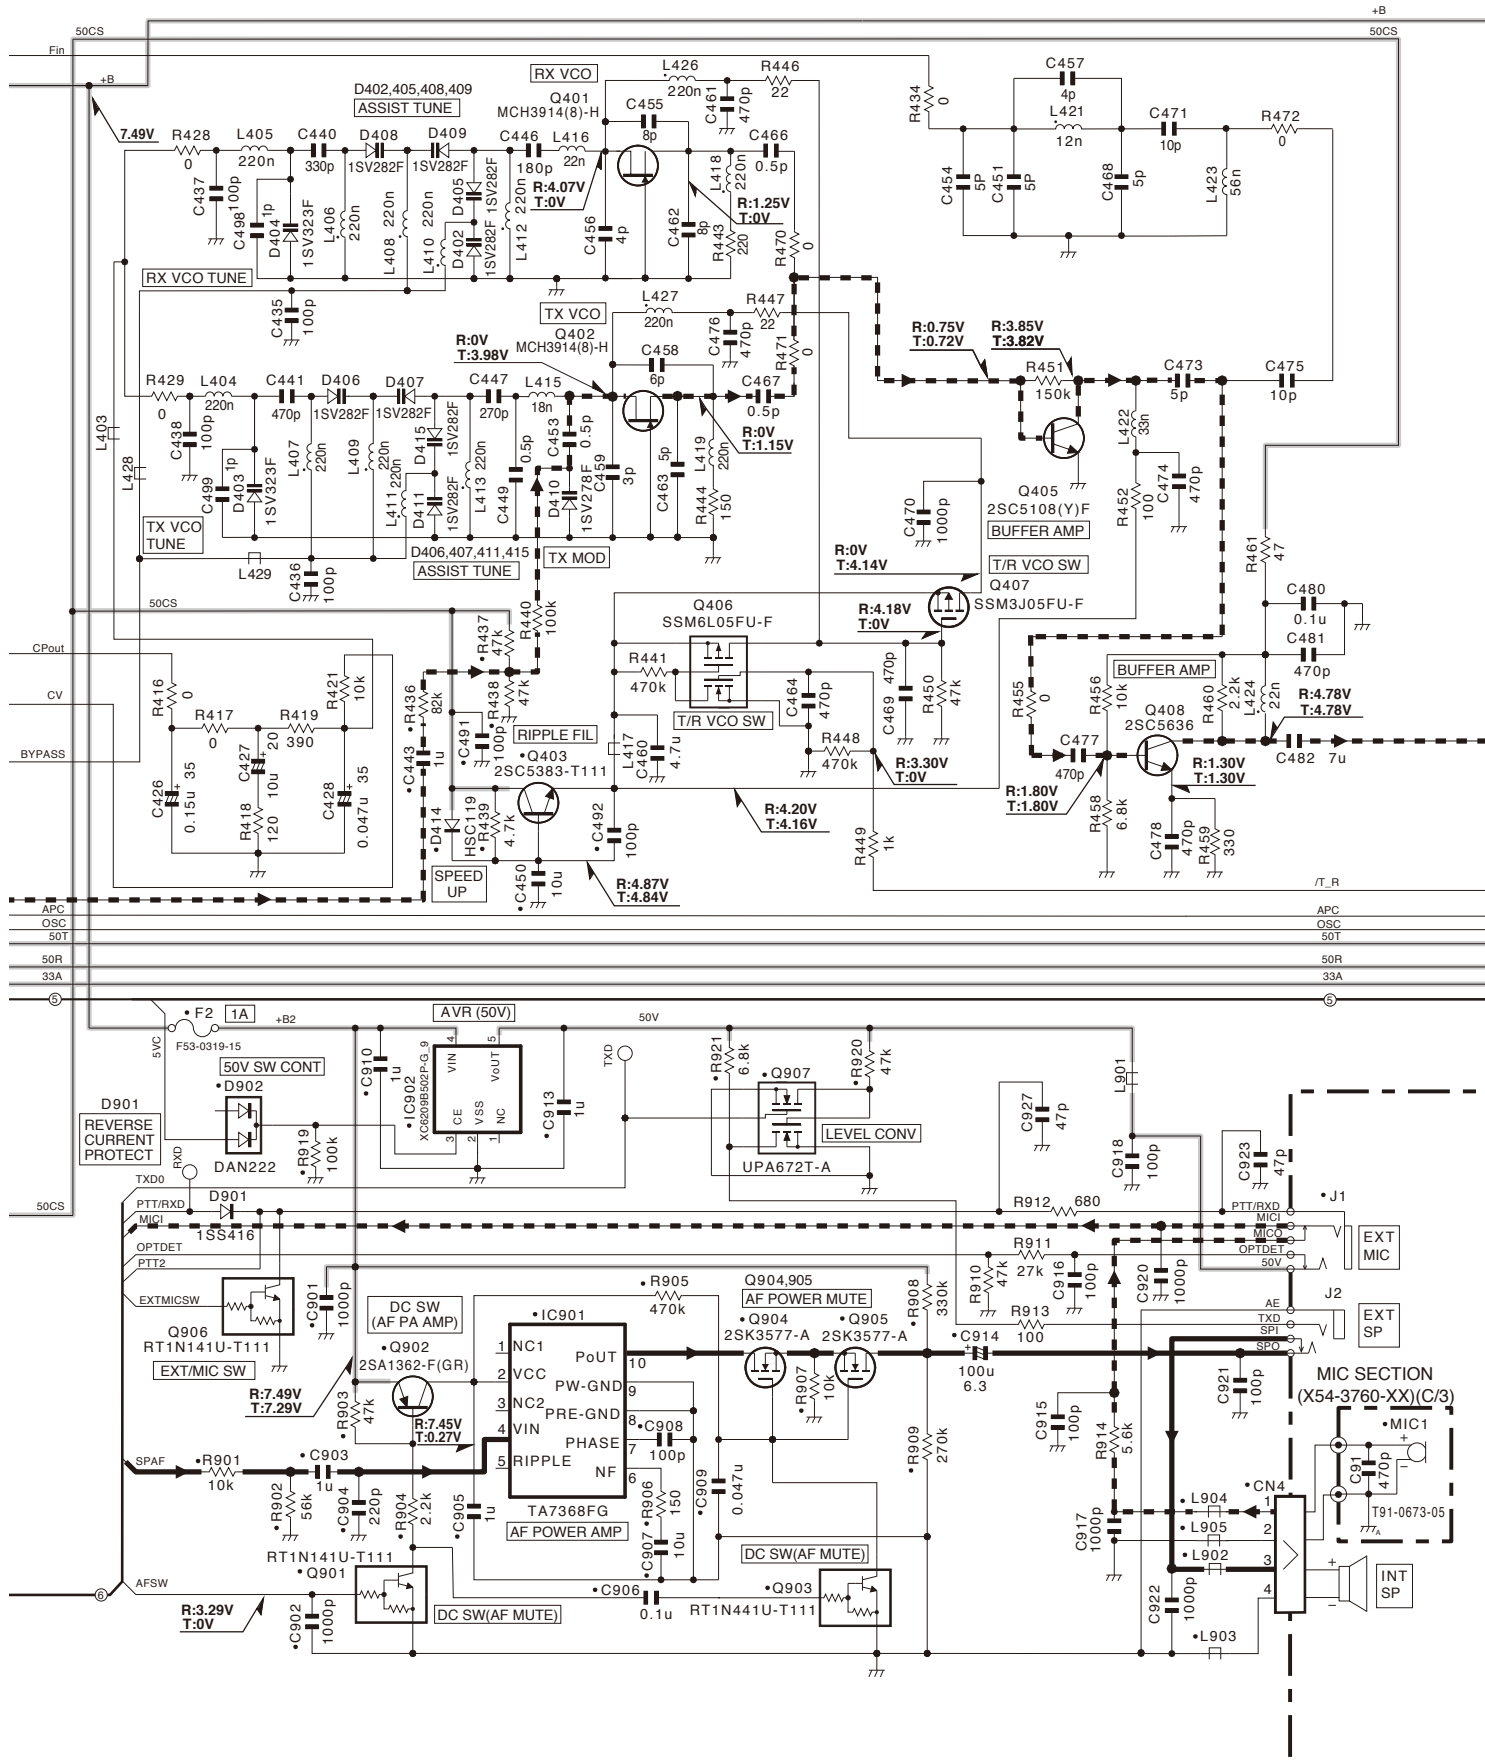 +B
50CS
50CS
Fin
+B
7.49V
D402,405,408,409
ASSIST TUNE
RX VCO
Q401
MCH3914(8)-H
L426
220n
C461
470p
R446
22
R434
0
C457
4p
L421
12n
C471
10p
R472
0
R428
0
L405
220n
C440
330p
D408
1SV282F
D409
1SV282F
C446
180p
L416
22n
C455
8p
C466
0.5p
C437
100p
C498
1p
D404
1SV323F
L406
220n
L408
220n
L410
220n
D405
1SV282F
D402
1SV282F
L412
220n
R:4.07V
T:0V
C456
4p
C462
8p
L418
220n
R:1.25V
T:0V
R443
220
R470
0
C454
5P
C451
5P
C468
5p
L423
56n
RX VCO TUNE
C435
100p
TX VCO
Q402
MCH3914(8)-H
R:0V
T:3.98V
L427
220n
C476
470p
R447
22
R471
0
C458
6p
R:0.75V
T:0.72V
R:3.85V
T:3.82V
R451
150k
C473
5p
C475
10p
R429
0
L404
220n
C441
470p
D406
1SV282F
D407
1SV282F
C447
270p
L415
18n
C467
0.5p
R:0V
T:1.15V
L403
L428
C438
100p
C499
1p
D403
1SV323F
L407
220n
L409
220n
L411
220n
D415
1SV282F
D411
1SV282F
L413
220n
C449
0.5p
C453
0.5p
D410
1SV278F
C459
3p
C463
5p
L419
220n
R444
150
L422
33n
R452
100
C474
470p
Q405
2SC5108(Y)F
BUFFER AMP
C470
1000p
TX VCO
TUNE
L429
C436
100p
D406,407,411,415
ASSIST TUNE
TX MOD
R:0V
T:4.14V
T/R VCO SW
Q407
SSM3J05FU-F
R461
47
C480
0.1u
C481
470p
50CS
R437
47k
R440
100k
Q406
SSM6L05FU-F
R:4.18V
T:0V
CPout
CV
BYPASS
R416
0
R421
10k
R417
0
R419
390
C427
20
10u
C426
35
0.15u
R418
120
C428
35
0.047u
R436
82k
C443
1u
C491
100p
R438
47k
RIPPLE FIL
Q403
2SC5383-T111
R441
470k
T/R VCO SW
L417
C460
4.7u
C464
470p
R448
470k
C469
470p
R450
47k
R:3.30V
T:0V
BUFFER AMP
R455
0
R456
10k
Q408
2SC5636
R460
2.2k
L424
22n
R:4.78V
T:4.78V
C477
470p
C482
7u
R:1.30V
T:1.30V
R:1.80V
T:1.80V
R458
6.8k
C478
470p
R459
330
D414
HSC119
R439
4.7k
C492
100p
R:4.20V
T:4.16V
R449
1k
SPEED
UP
C450
10u
R:4.87V
T:4.84V
/T_R
APC
APC
OSC
OSC
50T
50T
50R
50R
33A
33A
5
5
F2
1A
F53-0319-15
+B2
5VC
AVR (50V)
50V
50V SW CONT
D902
DAN222
C910
1u
IC902
XC6209B502PG_9
VIN
VoUT
CE
VSS
NC
4
5
3
2
1
C913
1u
TXD
R921
6.8k
Q907
R920
47k
LEVEL CONV
UPA672T-A
C927
47p
L901
C918
100p
C923
47p
D901
REVERSE
CURRENT
PROTECT
RXD
R919
100k
TXD0
50CS
PTT/RXD
D901
1SS416
MICI
OPTDET
PTT2
EXTMICSW
Q906
RT1N141U-T111
EXT/MIC SW
R912
680
PTT/RXD
MICI
MICO
OPTDET
50V
J1
EXT
MIC
R911
27k
R910
47k
C916
100p
C920
1000p
AE
TXD
SPI
SPO
J2
EXT
SP
C901
1000p
DC SW
(AF PA AMP)
Q902
2SA1362-F(GR)
R905
470k
IC901
NC1
VCC
NC2
VIN
RIPPLE
PoUT
PW-GND
PRE-GND
PHASE
NF
1
2
3
4
5
10
9
8
7
6
TA7368FG
AF POWER AMP
Q904,905
AF POWER MUTE
Q904
2SK3577-A
Q905
2SK3577-A
R908
330k
R913
100
C914
100u
6.3
R907
10k
C921
100p
MIC SECTION
(X54-3760-XX)(C/3)
MIC1
C91
470p
T91-0673-05
A
R:7.49V
T:7.29V
R903
47k
R:7.45V
T:0.27V
C908
100p
C915
100p
R914
5.6k
SPAF
R901
10k
C903
1u
R902
56k
C904
220p
R904
2.2k
C905
1u
R906
150
C907
10u
C909
0.047u
R909
270k
C917
1000p
L904
L905
L902
CN4
1
2
3
4
INT
SP
RT1N141U-T111
Q901
DC SW(AF MUTE)
Q903
RT1N441U-T111
DC SW(AF MUTE)
C906
0.1u
AFSW
6
R:3.29V
T:0V
C902
1000p
C922
1000p
L903